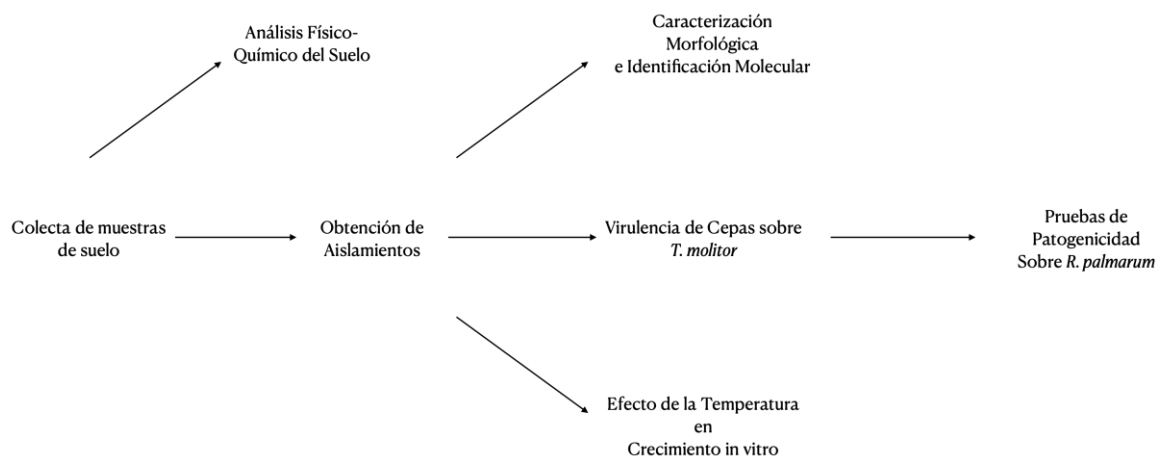 Análisis Físico-
Químico del Suelo
Caracterización
Morfológica
e Identificación Molecular
Colecta de muestras
de suelo
Obtención de
Aislamientos
Virulencia de Cepas sobre
T. molitor
Pruebas de
Patogenicidad
Sobre R. palmarum
Efecto de la Temperatura
en
Crecimiento in vitro